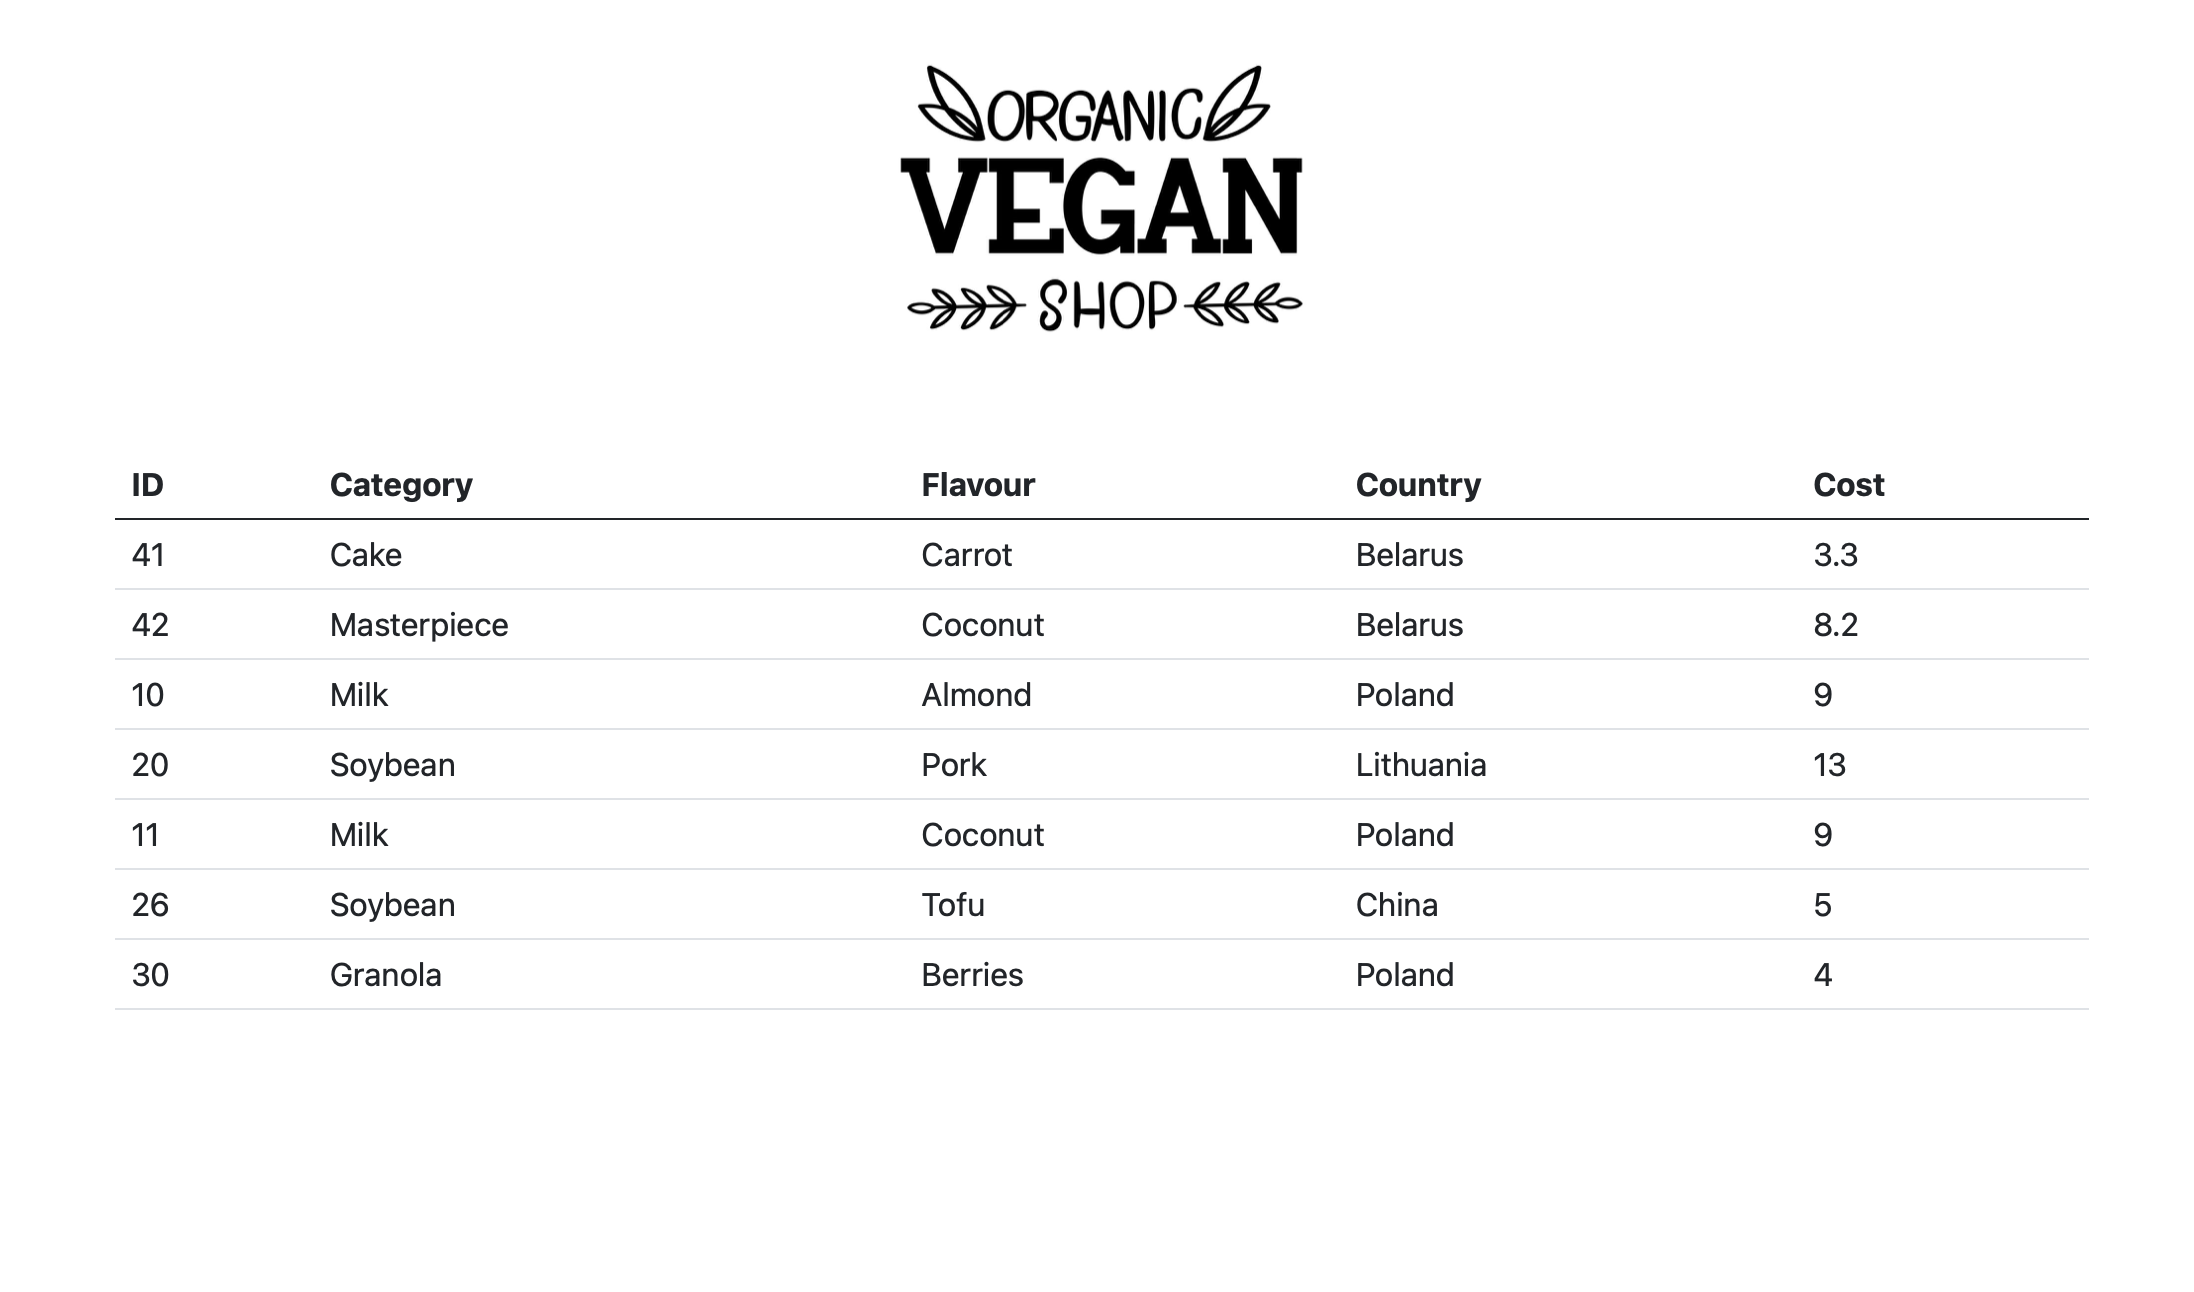 ORGANIC
VEGAN
SHOP
ID Category Flavour Country Cost
41 Cake Carrot Belarus 3.3
42 Masterpiece Coconut Belarus 8.2
10 Milk Almond Poland 9
20 Soybean Pork Lithuania 13
11 Milk Coconut Poland 9
26 Soybean Tofu China 5
30 Granola Berries Poland 4